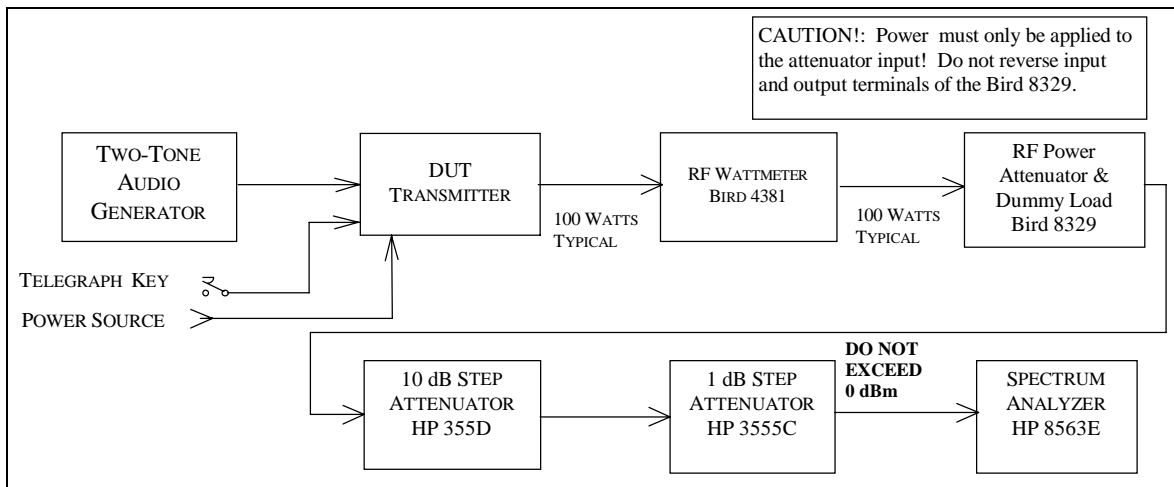 CAUTION!: Power must only be applied to
the attenuator input! Do not reverse input
and output terminals of the Bird 8329.
TWO-TONE
AUDIO
GENERATOR
DUT
TRANSMITTER
100 WATTS
TYPICAL
RF WATTMETER
BIRD 4381
100 WATTS
TYPICAL
RF Power
Attenuator &
Dummy Load
Bird 8329
TELEGRAPH KEY
POWER SOURCE
10 dB STEP
ATTENUATOR
HP 355D
1 dB STEP
ATTENUATOR
HP 3555C
DO NOT
EXCEED
0 dBm
SPECTRUM
ANALYZER
HP 8563E